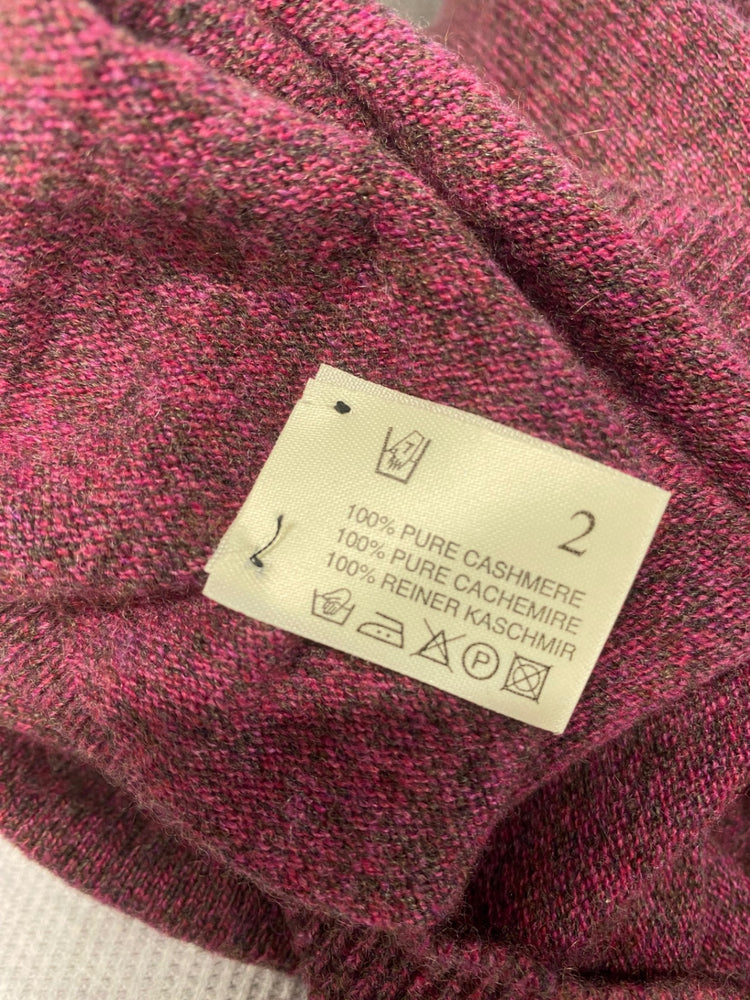 2
100% PURE CASHMERE
100% PURE CACHEMIRE
100% REINER KASCHMIR
P